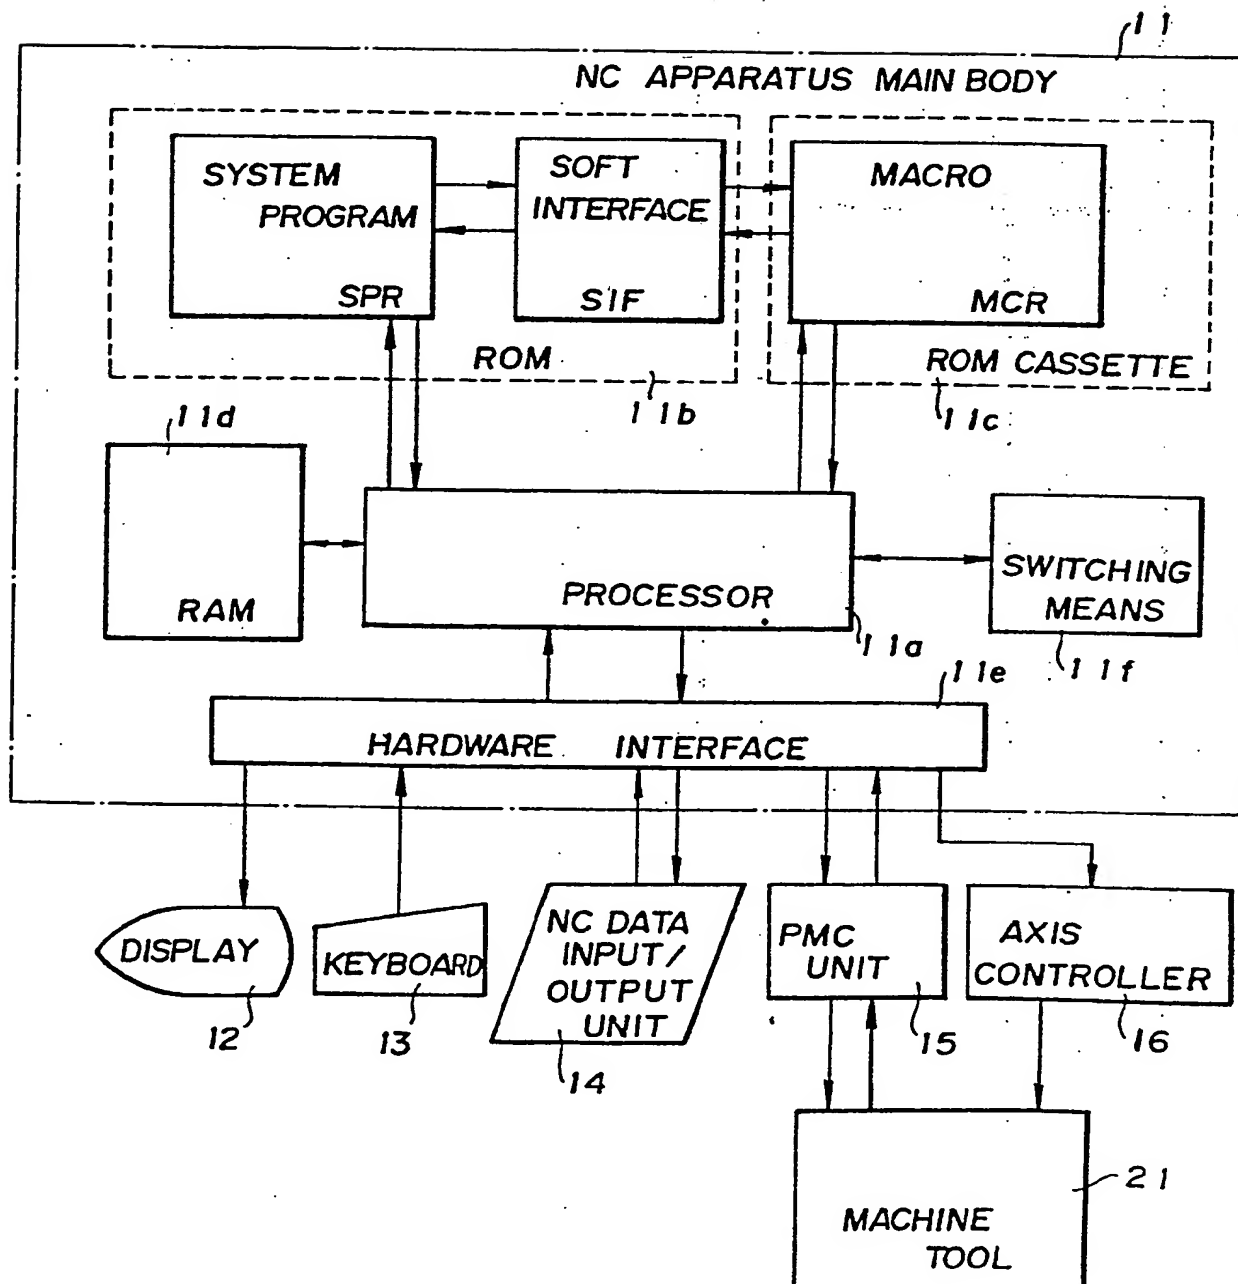 11
NC APPARATUS MAIN BODY
SYSTEM
PROGRAM
SPR
SOFT
INTERFACE
SIF
MACRO
MCR
ROM
ROM CASSETTE
11b
11c
11d
RAM
PROCESSOR
11a
SWITCHING
MEANS
11f
11e
HARDWARE INTERFACE
DISPLAY
12
KEYBOARD
13
NC DATA
INPUT/
OUTPUT
UNIT
14
PMC
UNIT
15
AXIS
CONTROLLER
16
21
MACHINE
TOOL